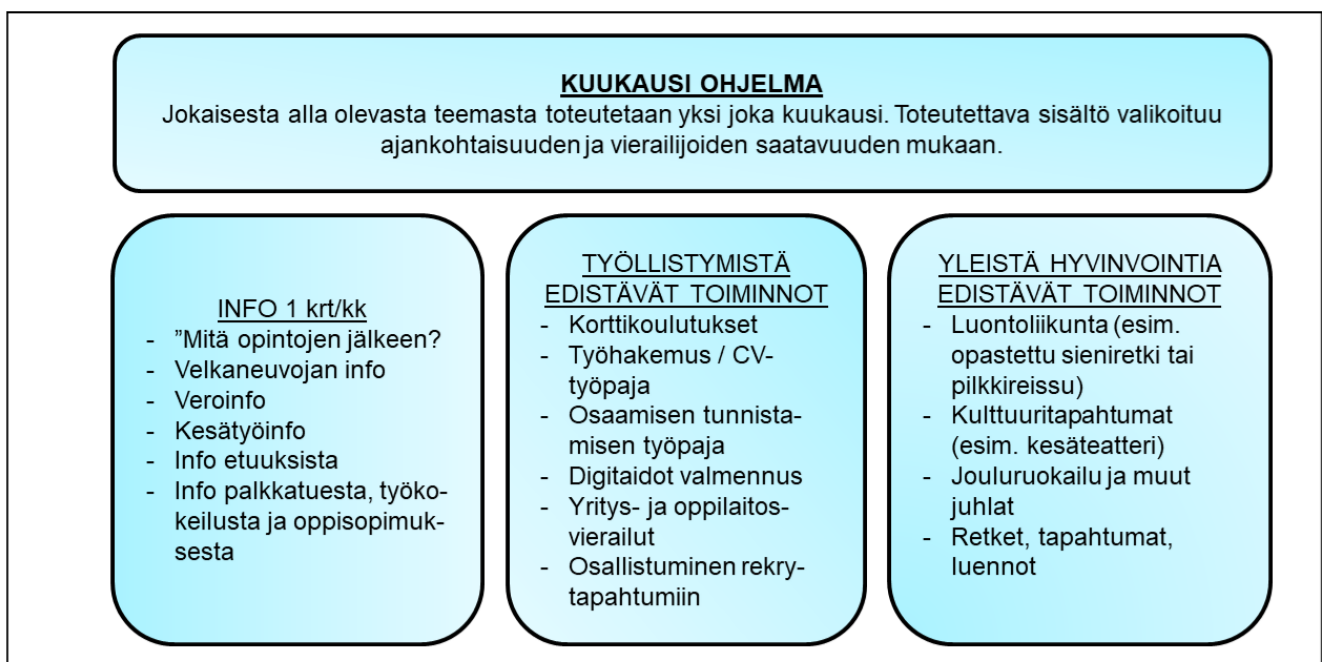 KUUKAUSI OHJELMA
Jokaisesta alla olevasta teemasta toteutetaan yksi joka kuukausi. Toteutettava sisältö valikoituu
ajankohtaisuuden ja vierailijoiden saatavuuden mukaan.
INFO 1 krt/kk
- ”Mitä opintojen jälkeen?
- Velkaneuvojan info
- Veroinfo
- Kesätyöinfo
- Info etuuksista
- Info palkkatuesta, työko-
keilusta ja oppisopimuk-
sesta
TYÖLLISTYMISTÄ
EDISTÄVÄT TOIMINNOT
- Korttikoulutukset
- Työhakemus / CV-
työpaja
- Osaamisen tunnista-
misen työpaja
- Digitaidot valmennus
- Yritys- ja oppilaitos-
vierailut
- Osallistuminen rekry-
tapahtumiin
YLEISTÄ HYVINVOINTIA
EDISTÄVÄT TOIMINNOT
- Luontoliikunta (esim.
opastettu sieniretki tai
pilkkireissu)
- Kulttuuritapahtumat
(esim. kesäteatteri)
- Jouluruokailu ja muut
juhlat
- Retket, tapahtumat,
luennot